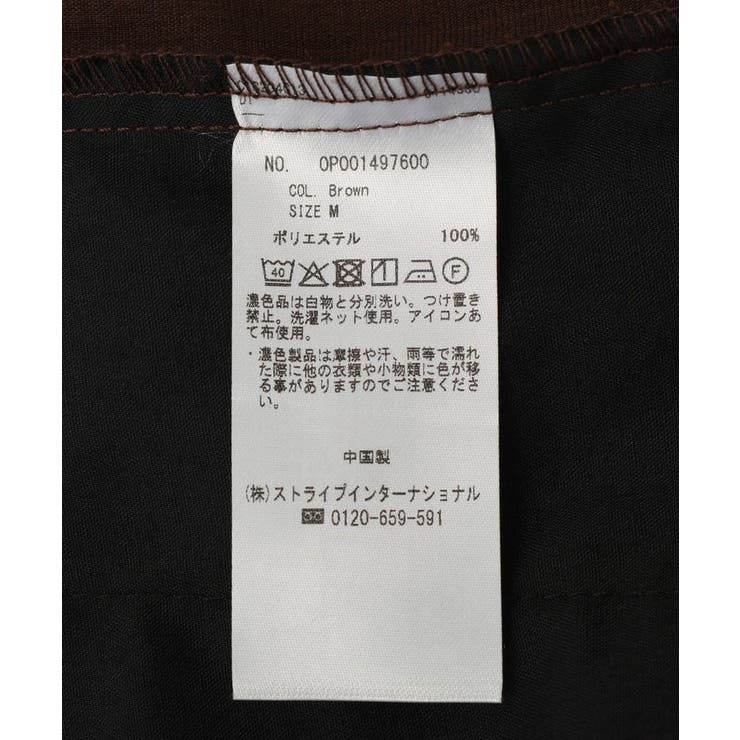 NO. OP001497600
COL. Brown
SIZE M
ポリエステル 100%
40 F
濃色品は白物と分別洗い。つけ置き
禁止。洗濯ネット使用。アイコンあ
て布使用。
・濃色製品は摩擦や汗、雨等で濡れ
た際に他の衣類や小物類に色が移
る事がありますのでご注意くださ
い。
中国製
(株)ストライプインターナショナル
0120-659-591